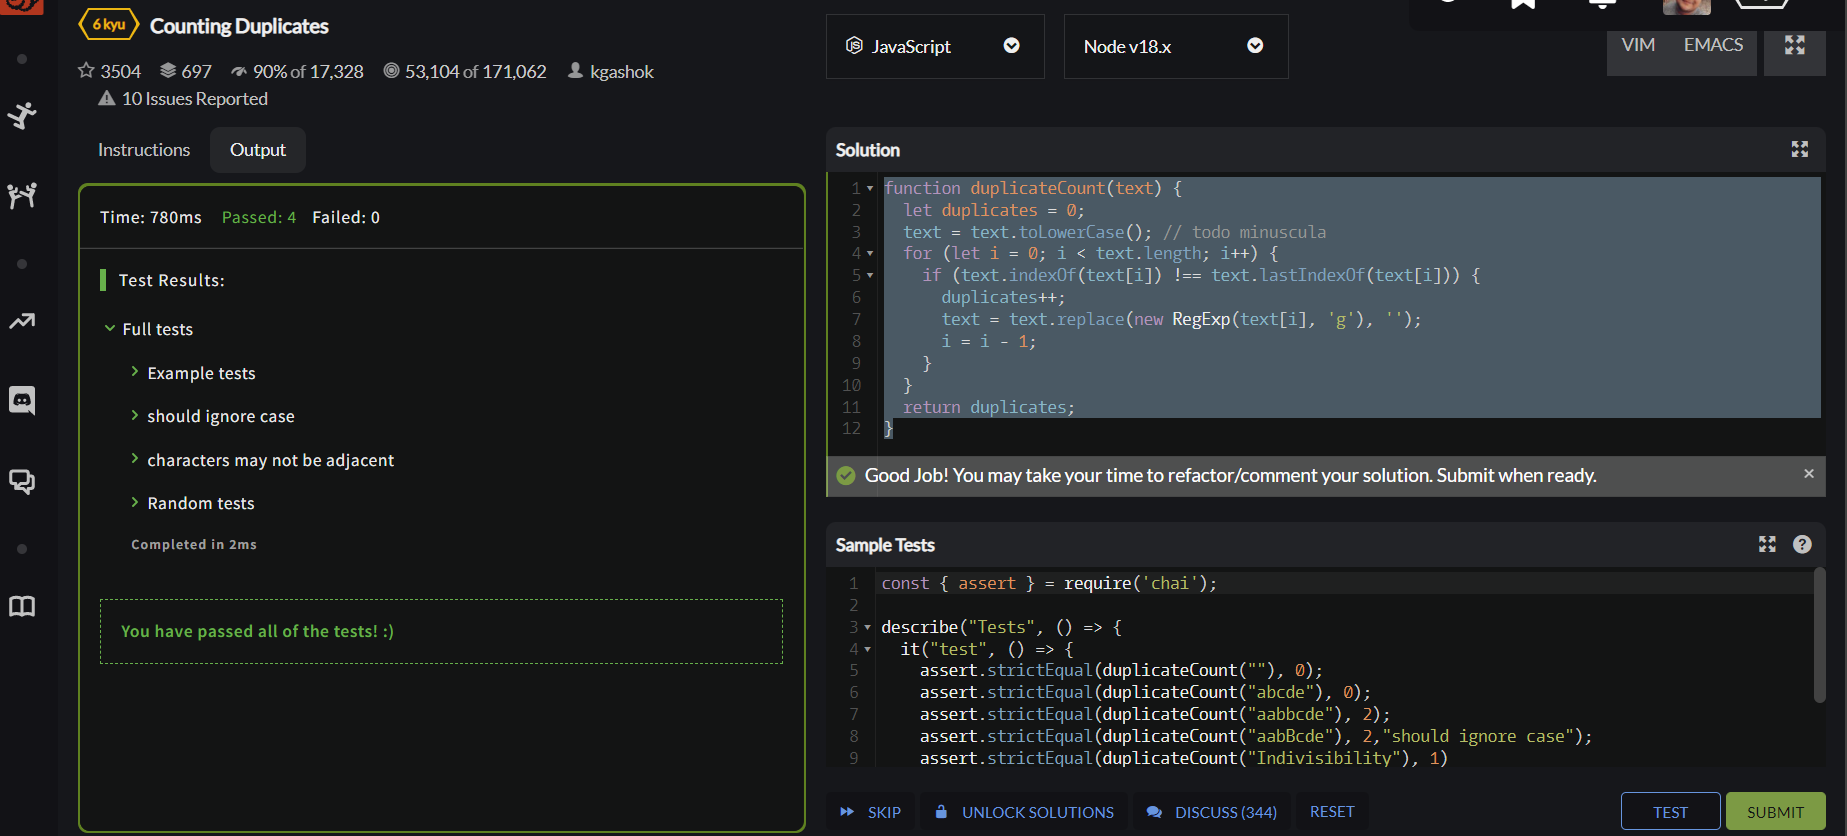 6 kyu Counting Duplicates
3504 697 90% of 17,328 53,104 of 171,062 kgashok
10 Issues Reported
Instructions Output
Time: 780ms Passed: 4 Failed: 0
Test Results:
Full tests
Example tests
should ignore case
characters may not be adjacent
Random tests
Completed in 2ms
You have passed all of the tests! :)
JavaScript Node v18.x VIM EMACS
Solution
1 function duplicateCount(text) {
2 let duplicates = 0;
3 text = text.toLowerCase(); // todo minuscula
4 for (let i = 0; i < text.length; i++) {
5 if (text.indexOf(text[i]) !== text.lastIndexOf(text[i])) {
6 duplicates++;
7 text = text.replace(new RegExp(text[i], 'g'), '');
8 i = i - 1;
9 }
10 }
11 return duplicates;
12 }
Good Job! You may take your time to refactor/comment your solution. Submit when ready. ×
Sample Tests ?
1 const { assert } = require('chai');
2
3 describe("Tests", () => {
4 it("test", () => {
5 assert.strictEqual(duplicateCount(""), 0);
6 assert.strictEqual(duplicateCount("abcde"), 0);
7 assert.strictEqual(duplicateCount("aabbcde"), 2);
8 assert.strictEqual(duplicateCount("aabBcde"), 2,"should ignore case");
9 assert.strictEqual(duplicateCount("Indivisibility"), 1)
SKIP UNLOCK SOLUTIONS DISCUSS (344) RESET TEST SUBMIT